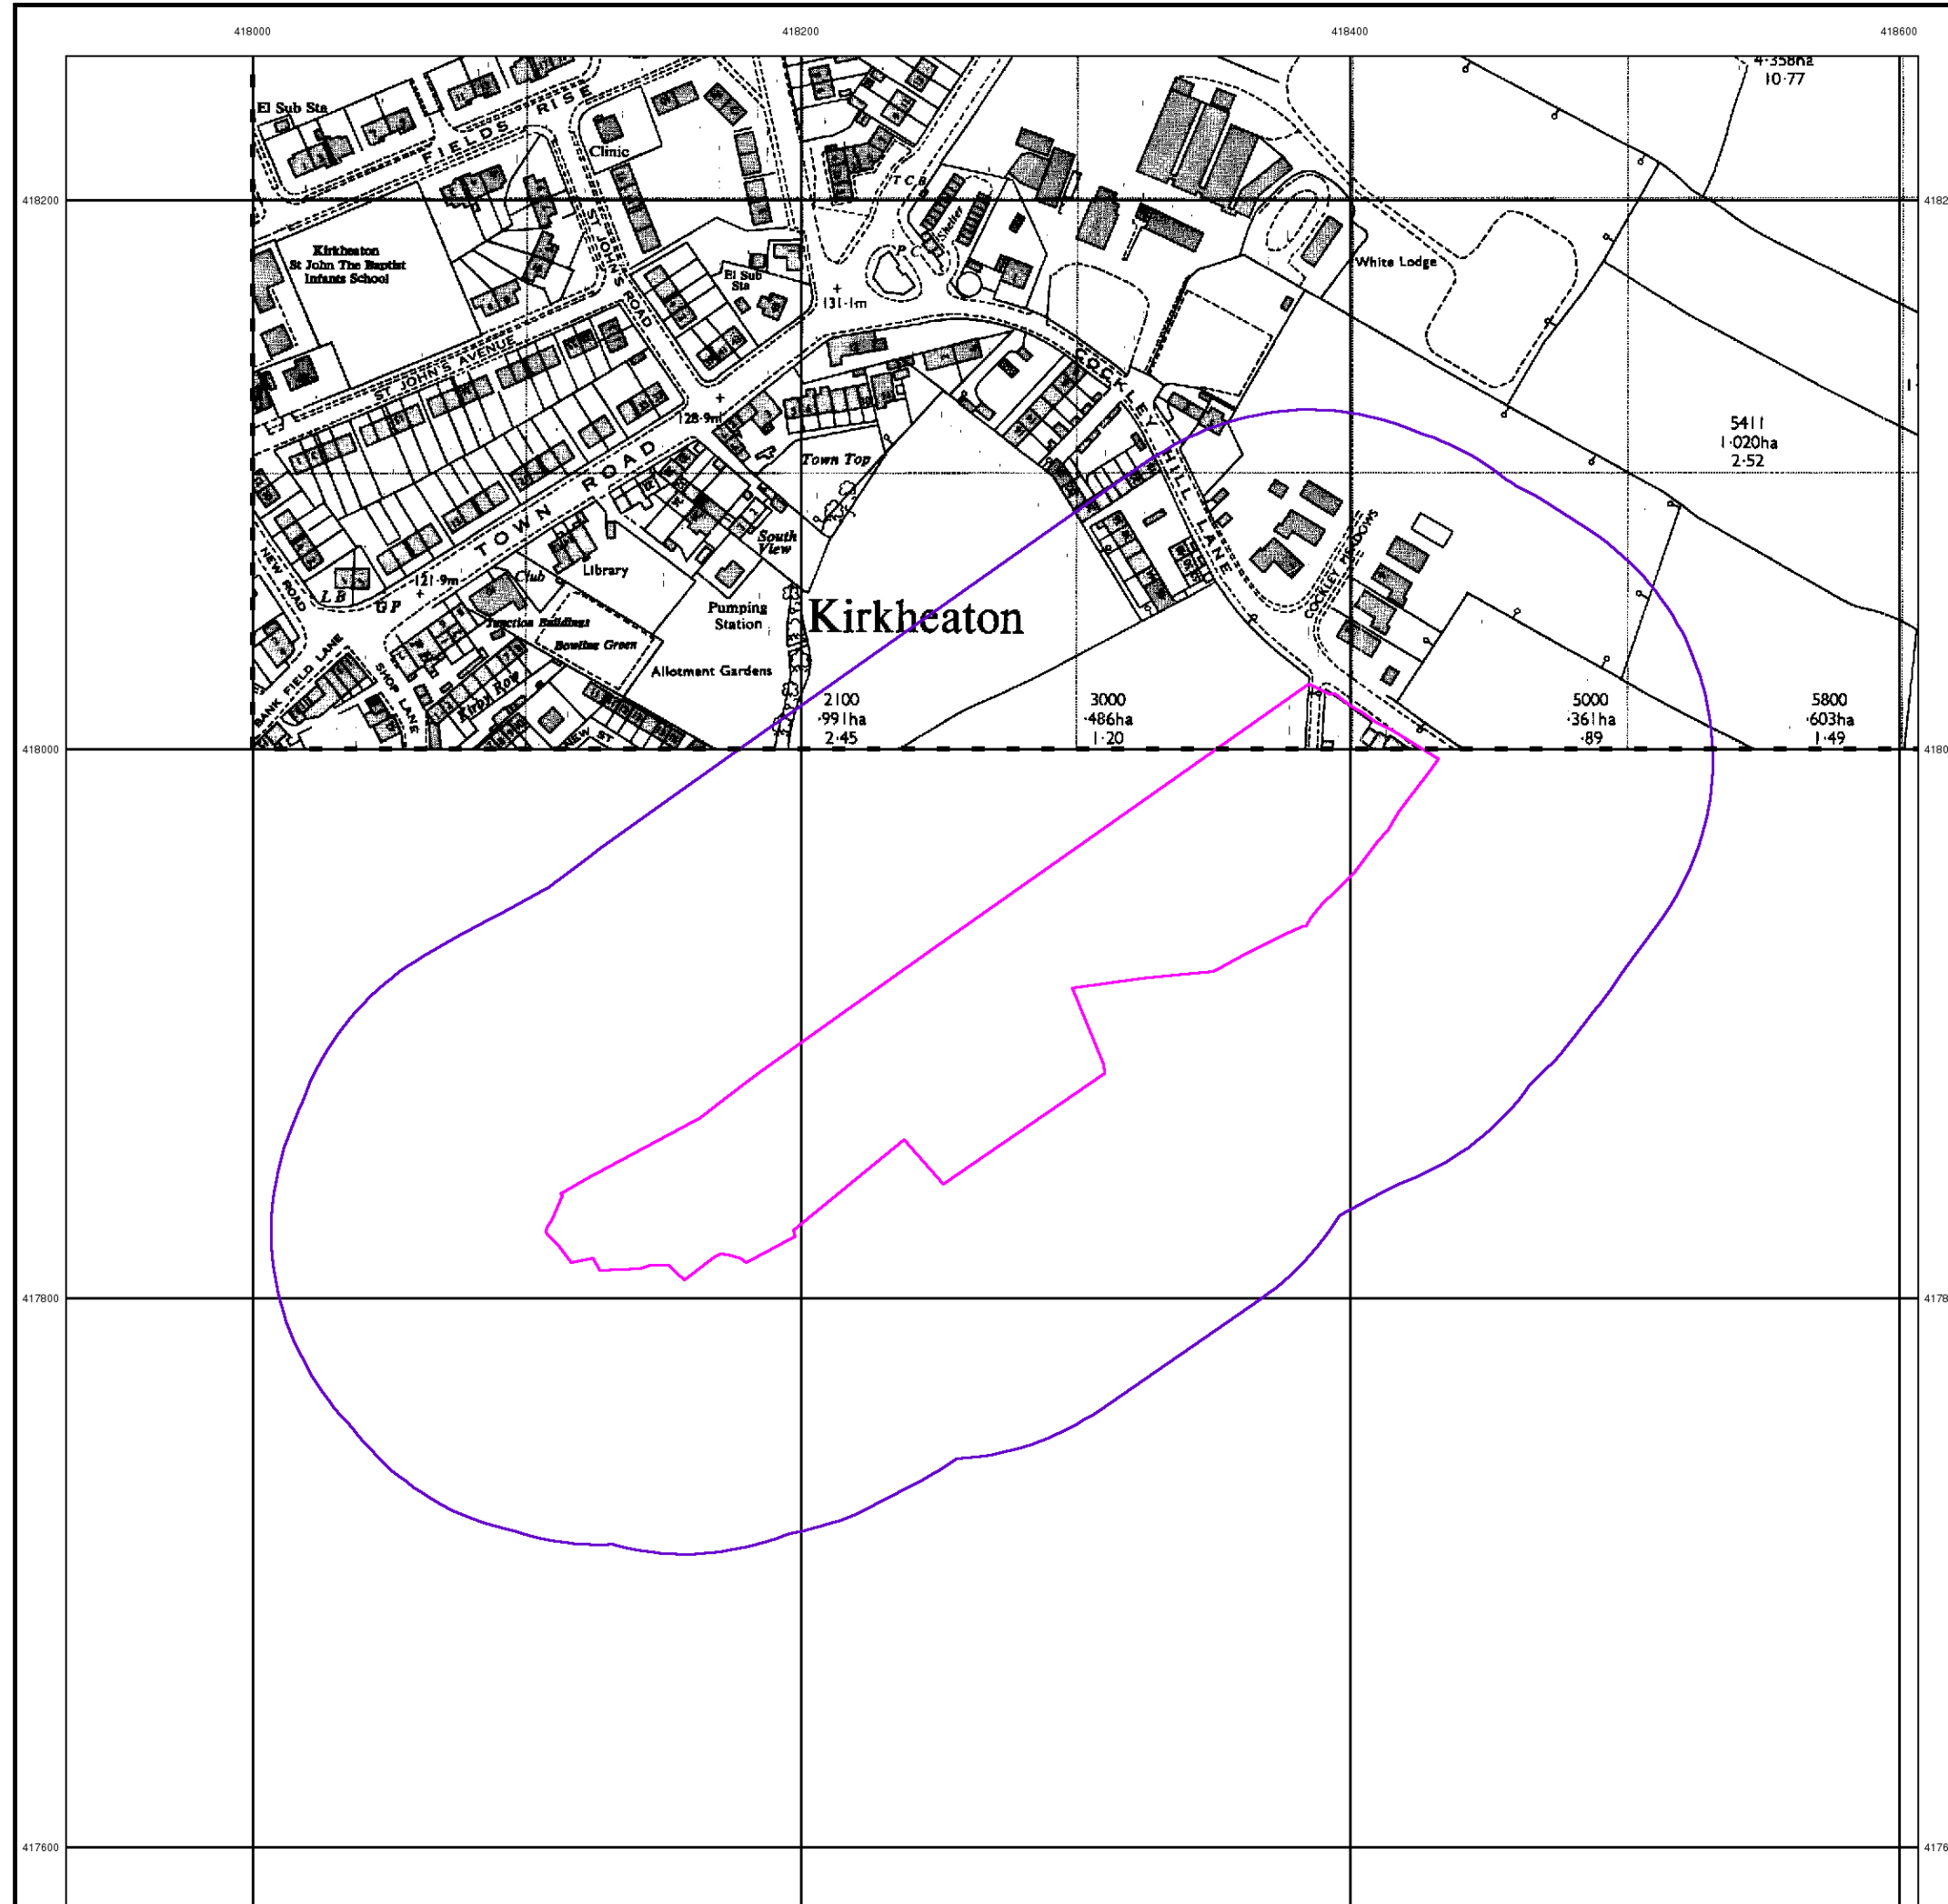 418000
418200
418400
418600
4·358ha
10·77
El Sub Sta
FIELDS RISE
Clinic
T C B
418200
4182
Shelter
P C
ST JOHN'S ROAD
Kirkheaton
St John The Baptist
Infants School
El Sub
Sta
White Lodge
131·1m
ST JOHN'S AVENUE
COCKLEY HILL LANE
128·9m
5411
1·020ha
2·52
Town Top
TOWN ROAD
South
View
COCKLEY MEADOWS
NEW ROAD
Library
Club
121·9m
L B
G P
Pumping
Station
Kirkheaton
Junction Buildings
Bowling Green
BANK FIELD LANE
SHOP LANE
Allotment Gardens
Kirby Row
2100
·991ha
2·45
3000
·486ha
1·20
5000
·361ha
·89
5800
·603ha
1·49
NEW ST
418000
4180
417800
4178
417600
4176